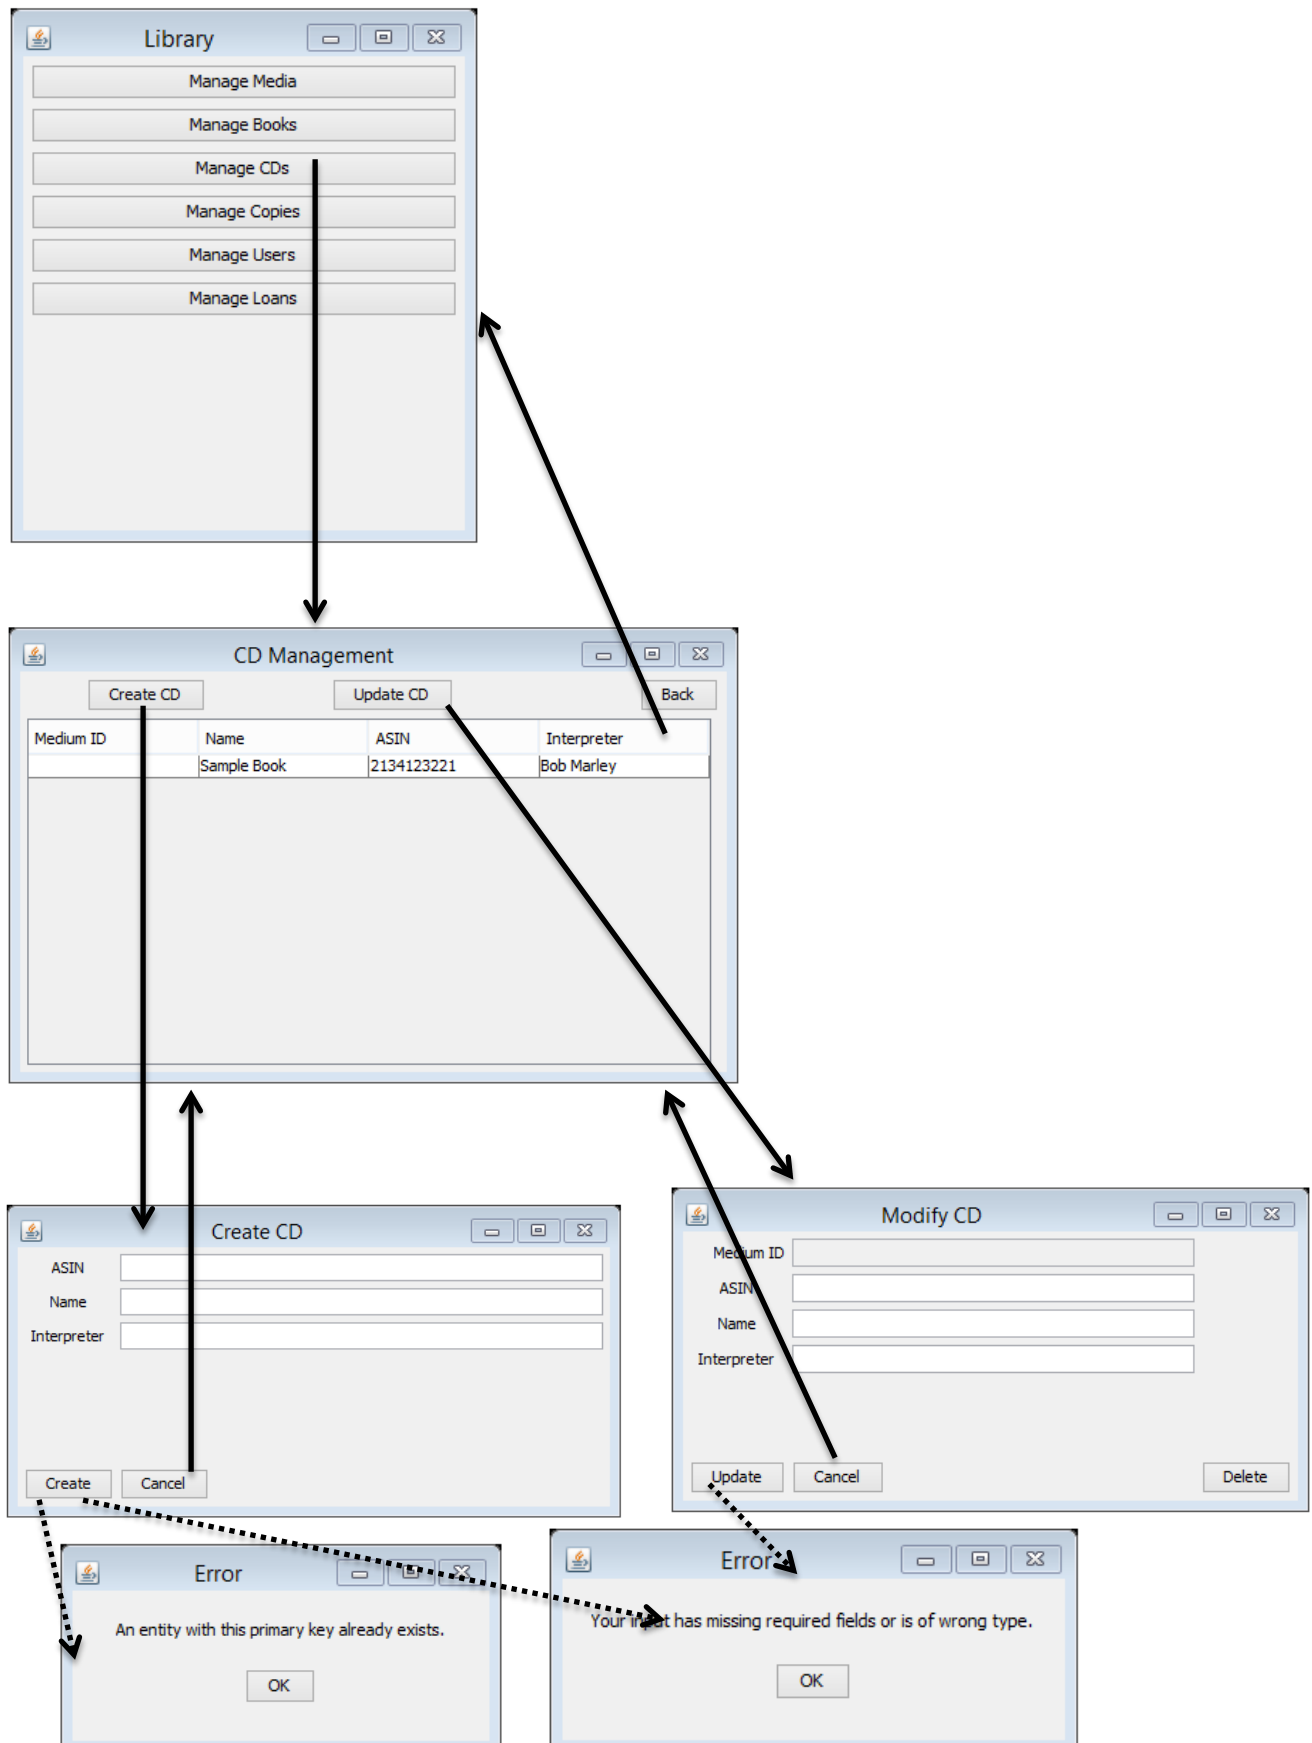 Library
Manage Media
Manage Books
Manage CDs
Manage Copies
Manage Users
Manage Loans
CD Management
Create CD Update CD Back
Medium ID Name ASIN Interpreter
Sample Book 2134123221 Bob Marley
Create CD
ASIN
Name
Interpreter
Create Cancel
Modify CD
Medium ID
ASIN
Name
Interpreter
Update Cancel Delete
Error
An entity with this primary key already exists.
OK
Error
Your input has missing required fields or is of wrong type.
OK